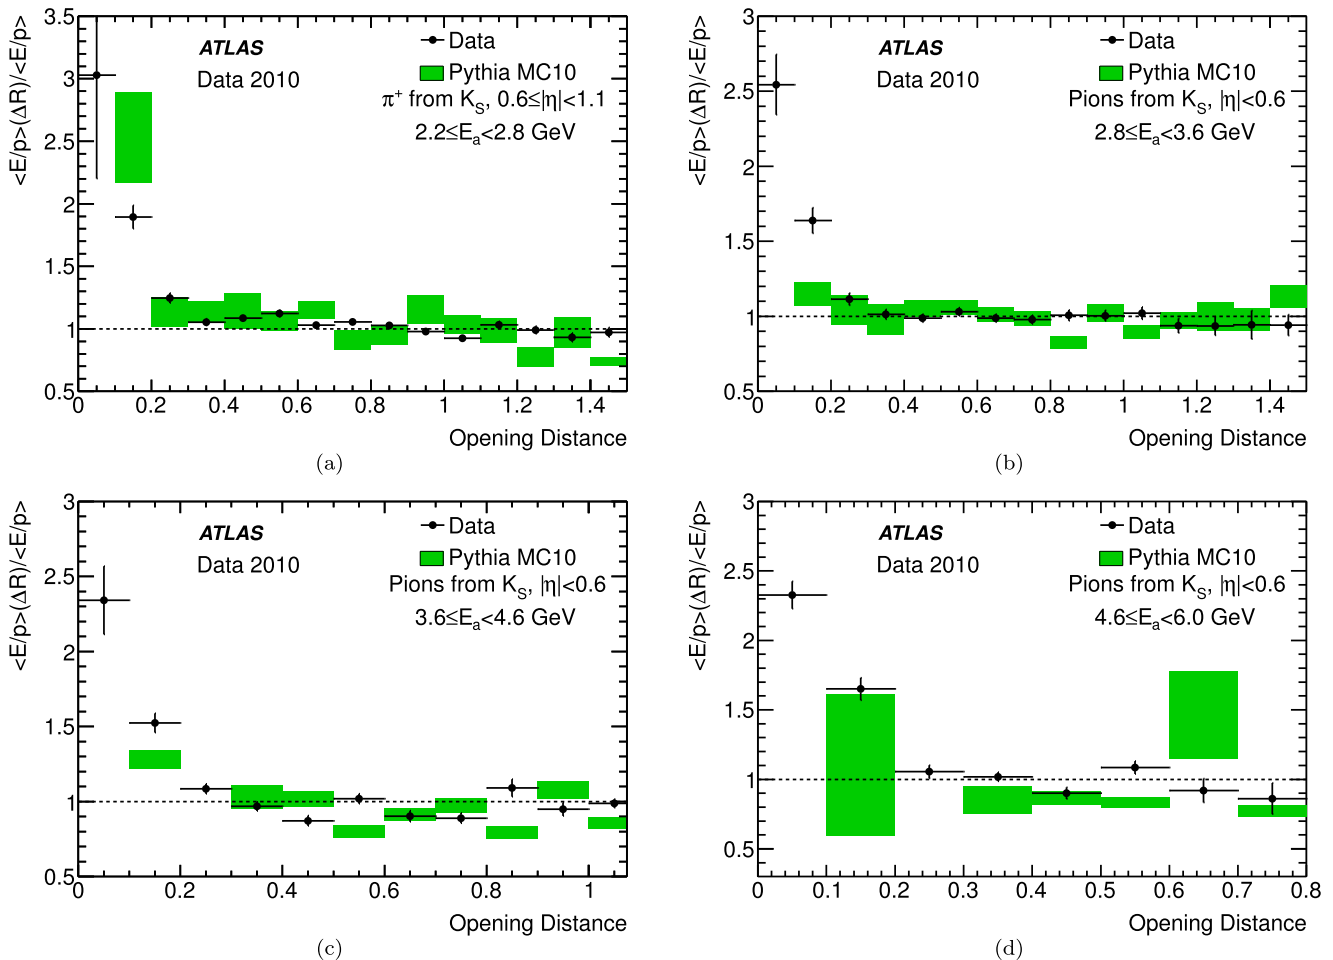 <E/p>(ΔR)/<E/p>
3.5
3
2.5
2
1.5
1
0.5
ATLAS
Data 2010
Data
Pythia MC10
π+ from KS, 0.6≤|η|<1.1
2.2≤Ea<2.8 GeV
0 0.2 0.4 0.6 0.8 1 1.2 1.4
Opening Distance
(a)
<E/p>(ΔR)/<E/p>
3
2.5
2
1.5
1
0.5
ATLAS
Data 2010
Data
Pythia MC10
Pions from KS, |η|<0.6
2.8≤Ea<3.6 GeV
0 0.2 0.4 0.6 0.8 1 1.2 1.4
Opening Distance
(b)
<E/p>(ΔR)/<E/p>
3
2.5
2
1.5
1
0.5
ATLAS
Data 2010
Data
Pythia MC10
Pions from KS, |η|<0.6
3.6≤Ea<4.6 GeV
0 0.2 0.4 0.6 0.8 1
Opening Distance
(c)
<E/p>(ΔR)/<E/p>
3
2.5
2
1.5
1
0.5
ATLAS
Data 2010
Data
Pythia MC10
Pions from KS, |η|<0.6
4.6≤Ea<6.0 GeV
0 0.1 0.2 0.3 0.4 0.5 0.6 0.7 0.8
Opening Distance
(d)